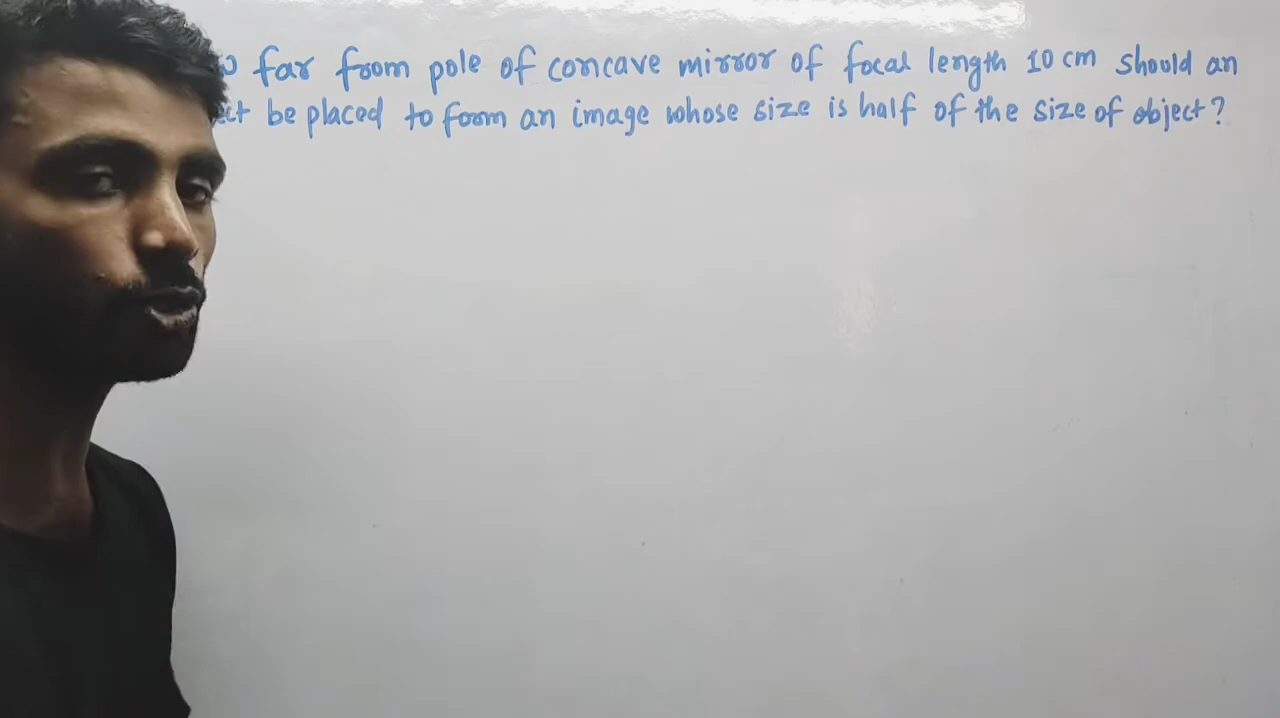 far from pole of concave mirror of focal length 10 cm should an
be placed to form an image whose size is half of the size of object?